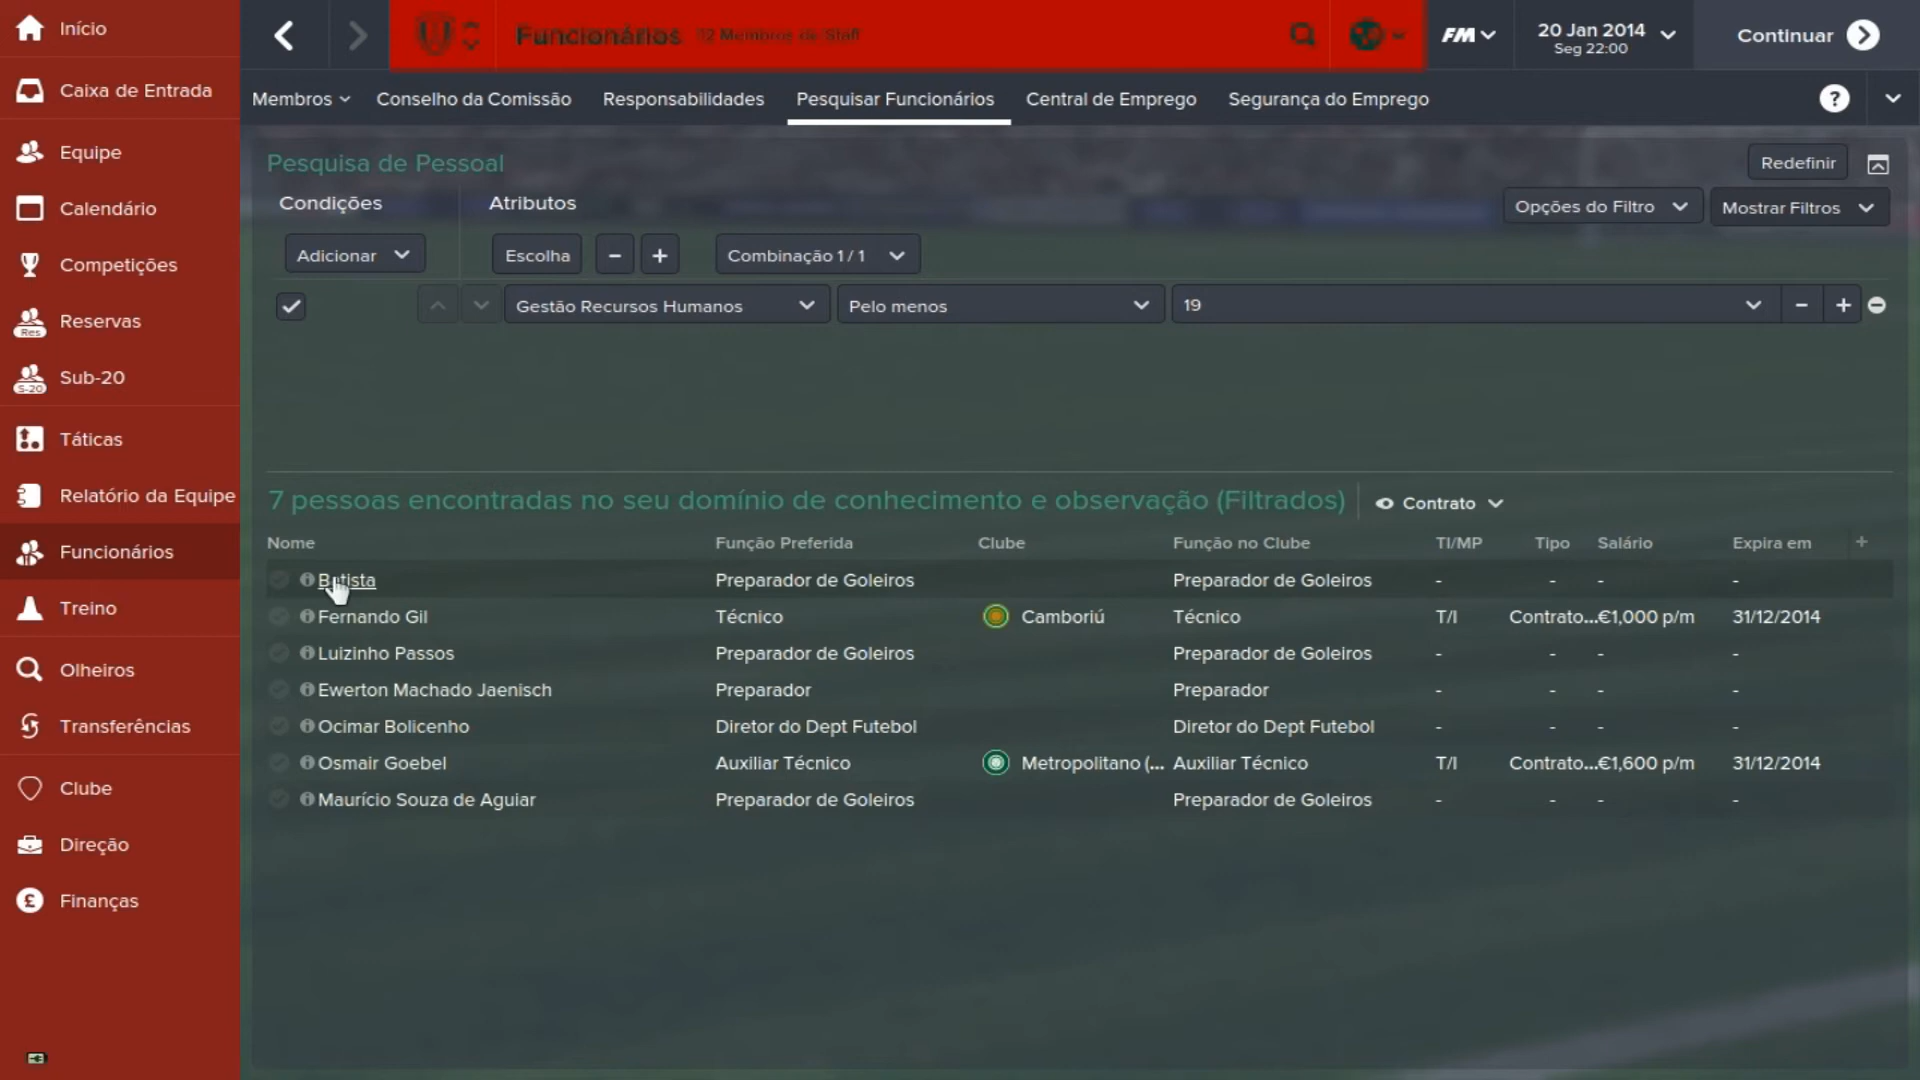 Início
Caixa de Entrada
Equipe
Calendário
Competições
Res
Reservas
S-20
Sub-20
Táticas
Relatório da Equipe
Funcionários
Treino
Olheiros
Transferências
Clube
Direção
£
Finanças
Funcionários 12 Membros do Staff
FM
20 Jan 2014
Seg 22:00
Continuar
Membros Conselho da Comissão Responsabilidades Pesquisar Funcionários Central de Emprego Segurança do Emprego ?
Pesquisa de Pessoal Redefinir
Condições Atributos Opções do Filtro Mostrar Filtros
Adicionar Escolha - + Combinação 1 / 1
Gestão Recursos Humanos Pelo menos 19 - +
7 pessoas encontradas no seu domínio de conhecimento e observação (Filtrados) Contrato
Nome Função Preferida Clube Função no Clube TI/MP Tipo Salário Expira em +
Batista Preparador de Goleiros Preparador de Goleiros - - - -
Fernando Gil Técnico Camboriú Técnico T/I Contrato...€1,000 p/m 31/12/2014
Luizinho Passos Preparador de Goleiros Preparador de Goleiros - - - -
Ewerton Machado Jaenisch Preparador Preparador - - - -
Ocimar Bolicenho Diretor do Dept Futebol Diretor do Dept Futebol - - - -
Osmair Goebel Auxiliar Técnico Metropolitano (... Auxiliar Técnico T/I Contrato...€1,600 p/m 31/12/2014
Maurício Souza de Aguiar Preparador de Goleiros Preparador de Goleiros - - - -